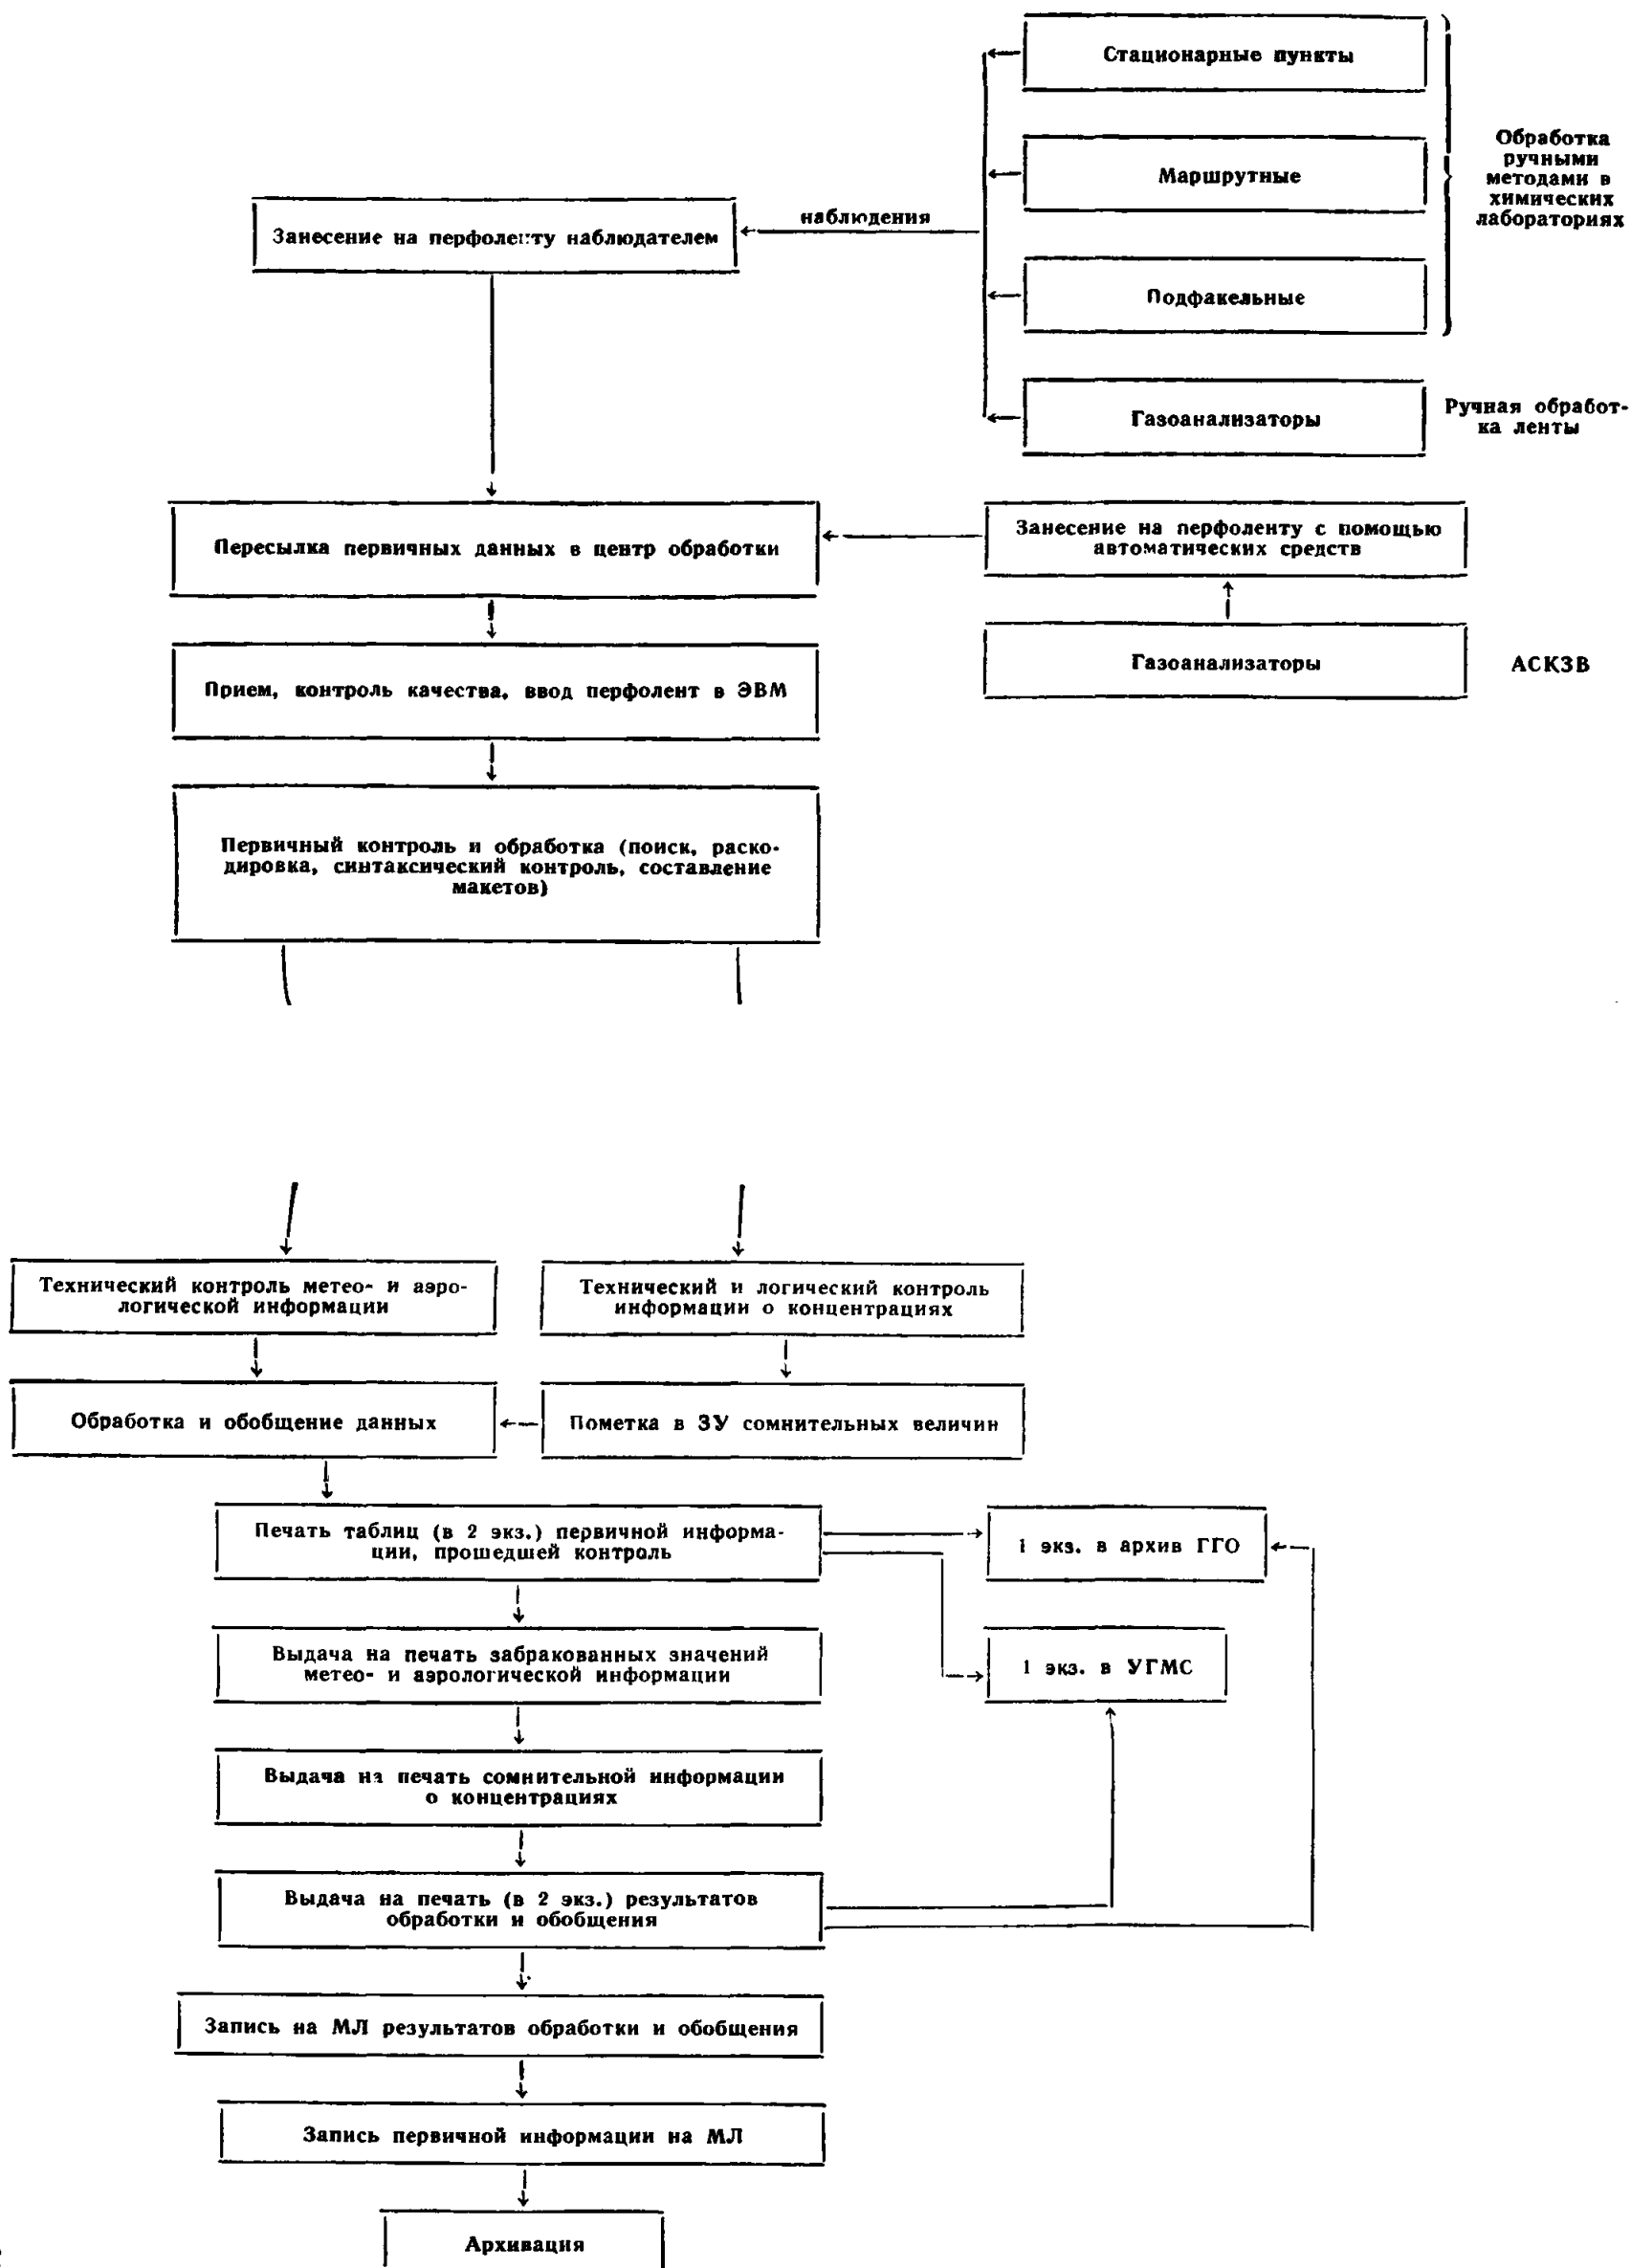 Стационарные пункты
Маршрутные
Подфакельные
Обработка
ручными
методами в
химических
лабораториях
наблюдения
Занесение на перфоленту наблюдателем
Газоанализаторы
Ручная обработ-
ка ленты
Пересылка первичных данных в центр обработки
Занесение на перфоленту с помощью
автоматических средств
Газоанализаторы
АСКЗВ
Прием, контроль качества, ввод перфолент в ЭВМ
Первичный контроль и обработка (поиск, раско-
дировка, синтаксический контроль, составление
макетов)
Технический контроль метео- и аэро-
логической информации
Технический и логический контроль
информации о концентрациях
Обработка и обобщение данных
Пометка в ЗУ сомнительных величин
Печать таблиц (в 2 экз.) первичной информа-
ции, прошедшей контроль
1 экз. в архив ГГО
Выдача на печать забракованных значений
метео- и аэрологической информации
1 экз. в УГМС
Выдача на печать сомнительной информации
о концентрациях
Выдача на печать (в 2 экз.) результатов
обработки и обобщения
Запись на МЛ результатов обработки и обобщения
Запись первичной информации на МЛ
Архивация